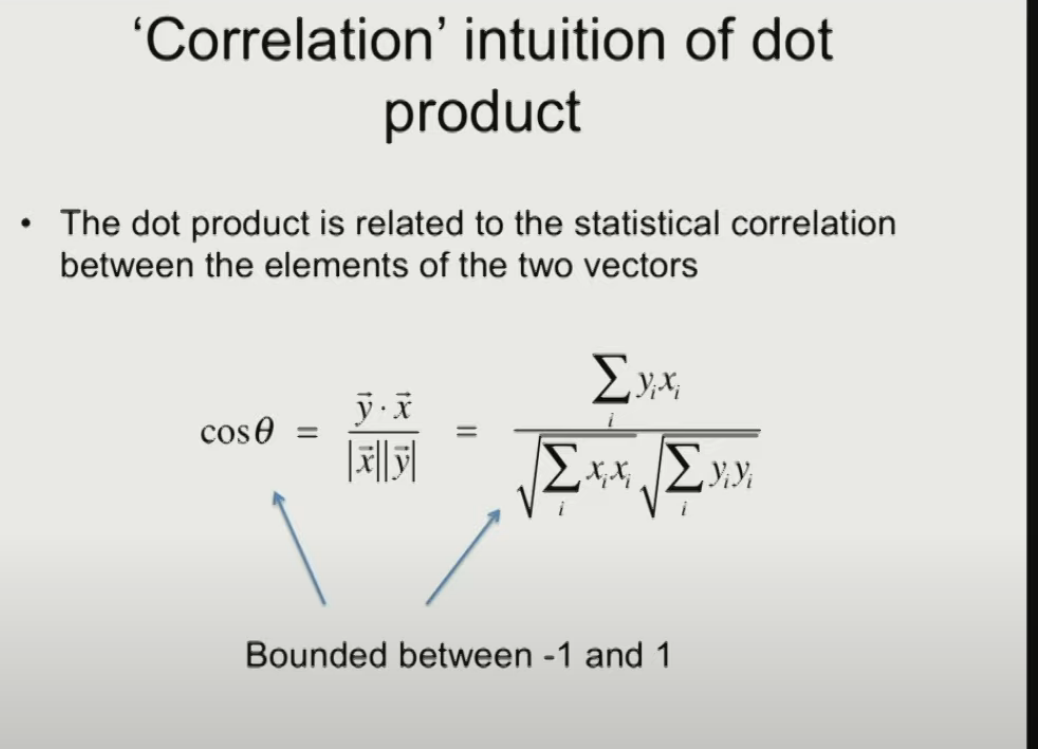 ‘Correlation’ intuition of dot
product
• The dot product is related to the statistical correlation
between the elements of the two vectors
cosθ = \frac{\vec{y} \cdot \vec{x}}{|\vec{x}||\vec{y}|} = \frac{\sum_i y_i x_i}{\sqrt{\sum_i x_i x_i} \sqrt{\sum_i y_i y_i}}
Bounded between -1 and 1